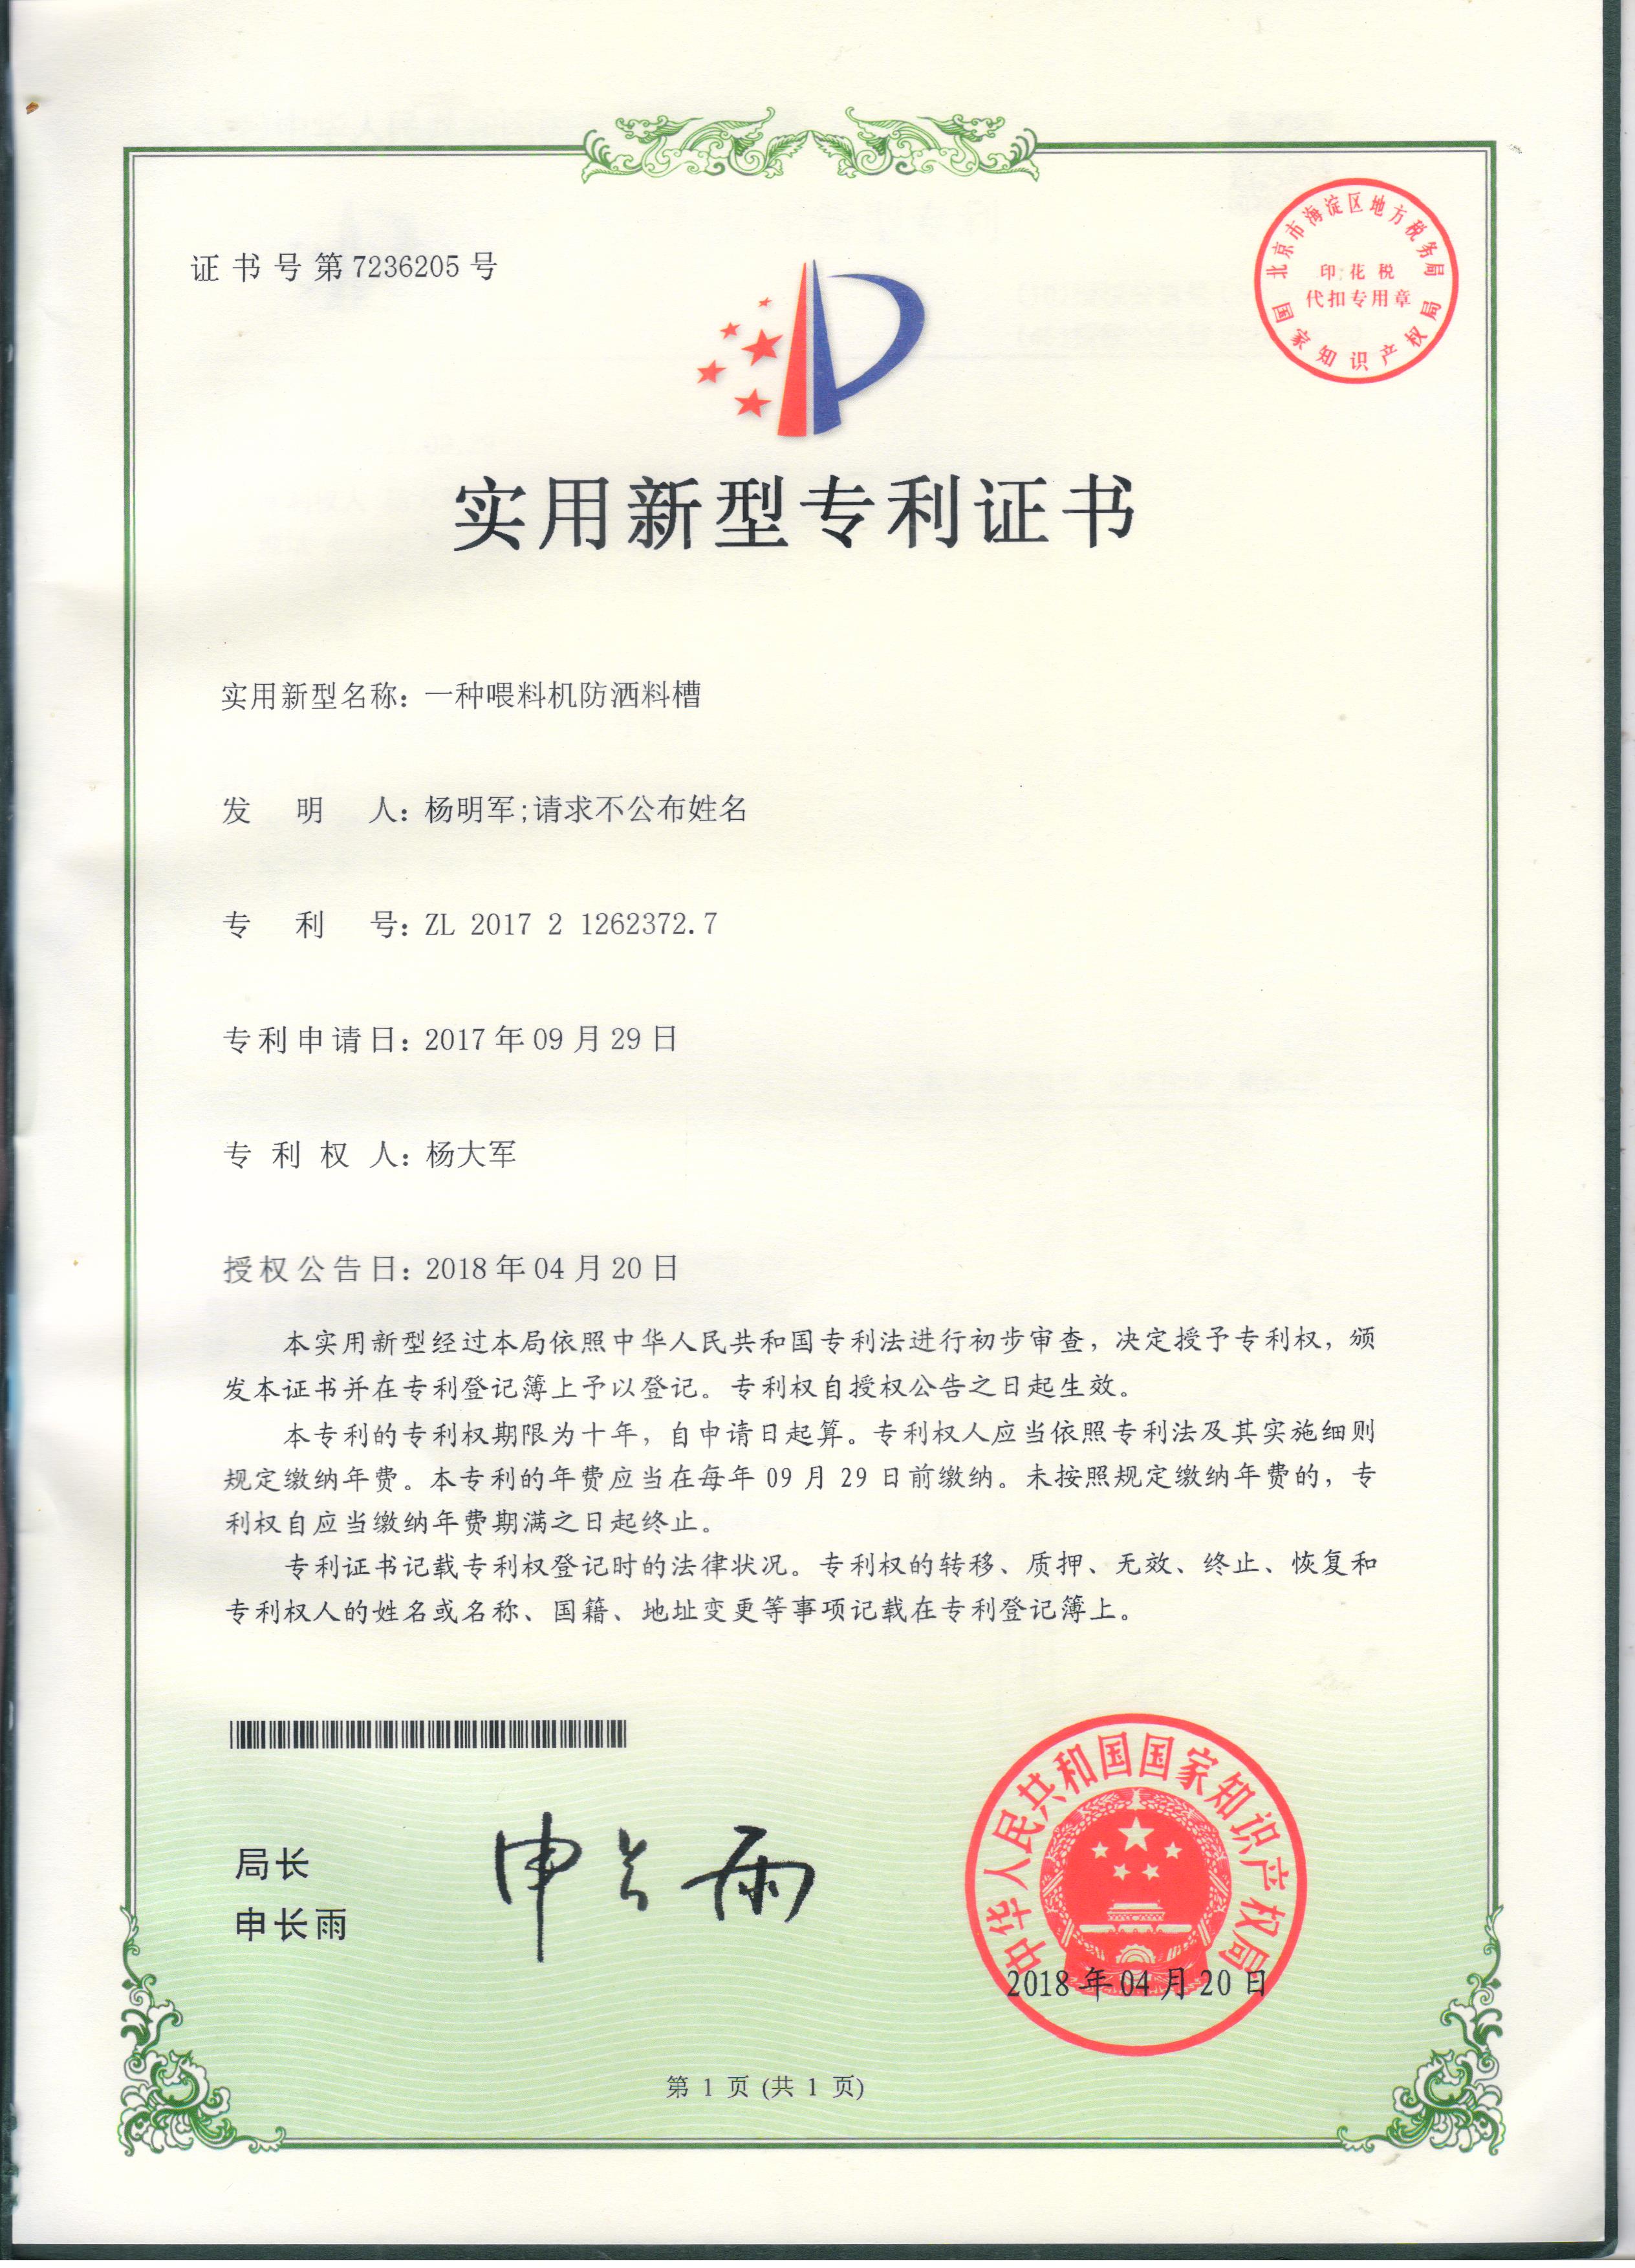 证书号第7236205号
北京市海淀区地方税务局
印花税
代扣专用章
国家知识产权局
实用新型专利证书
实用新型名称：一种喂料机防洒料槽
发明人：杨明军;请求不公布姓名
专利号：ZL 2017 2 1262372.7
专利申请日：2017年09月29日
专利权人：杨大军
授权公告日：2018年04月20日
本实用新型经过本局依照中华人民共和国专利法进行初步审查，决定授予专利权，颁
发本证书并在专利登记簿上予以登记。专利权自授权公告之日起生效。
本专利的专利权期限为十年，自申请日起算。专利权人应当依照专利法及其实施细则
规定缴纳年费。本专利的年费应当在每年 09 月 29 日前缴纳。未按照规定缴纳年费的，专
利权自应当缴纳年费期满之日起终止。
专利证书记载专利权登记时的法律状况。专利权的转移、质押、无效、终止、恢复和
专利权人的姓名或名称、国籍、地址变更等事项记载在专利登记簿上。
局长
申长雨
申长雨
中华人民共和国国家知识产权局
2018年04月20日
第 1 页 (共 1 页)